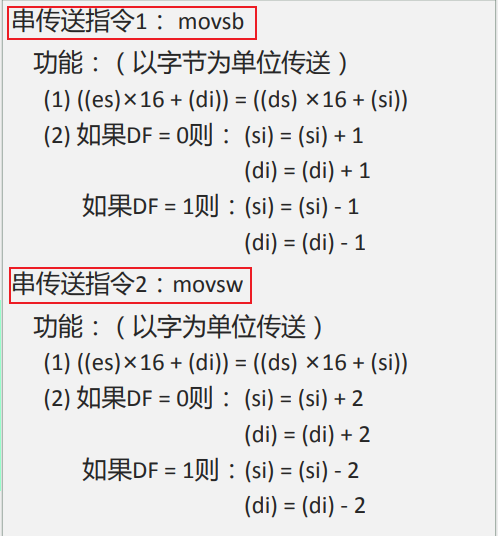 串传送指令1：movsb
功能：（以字节为单位传送）
(1) ((es)×16 + (di)) = ((ds) ×16 + (si))
(2) 如果DF = 0则：(si) = (si) + 1
(di) = (di) + 1
如果DF = 1则：(si) = (si) - 1
(di) = (di) - 1
串传送指令2：movsw
功能：（以字为单位传送）
(1) ((es)×16 + (di)) = ((ds) ×16 + (si))
(2) 如果DF = 0则：(si) = (si) + 2
(di) = (di) + 2
如果DF = 1则：(si) = (si) - 2
(di) = (di) - 2